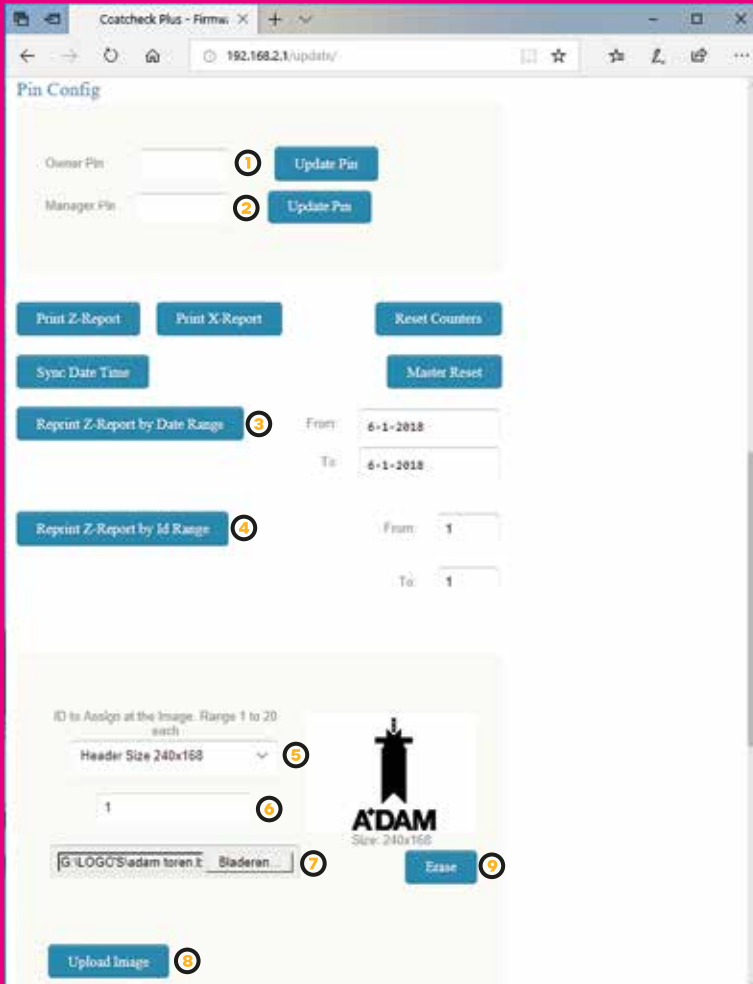 Coatcheck Plus - Firmw
192.168.2.1/update/
Pin Config
Owner Pin 1 Update Pin
Manager Pin 2 Update Pin
Print Z-Report Print X-Report Reset Counters
Sync Date Time Master Reset
Reprint Z-Report by Date Range 3 From: 6-1-2018
To: 6-1-2018
Reprint Z-Report by Id Range 4 From: 1
To: 1
ID to Assign at the Image. Range 1 to 20
each
Header Size 240x168 5
1 6
A'DAM
Size: 240x168
G:\LOGO'S\adam toren.t Bladeren... 7
Erase 9
Upload Image 8